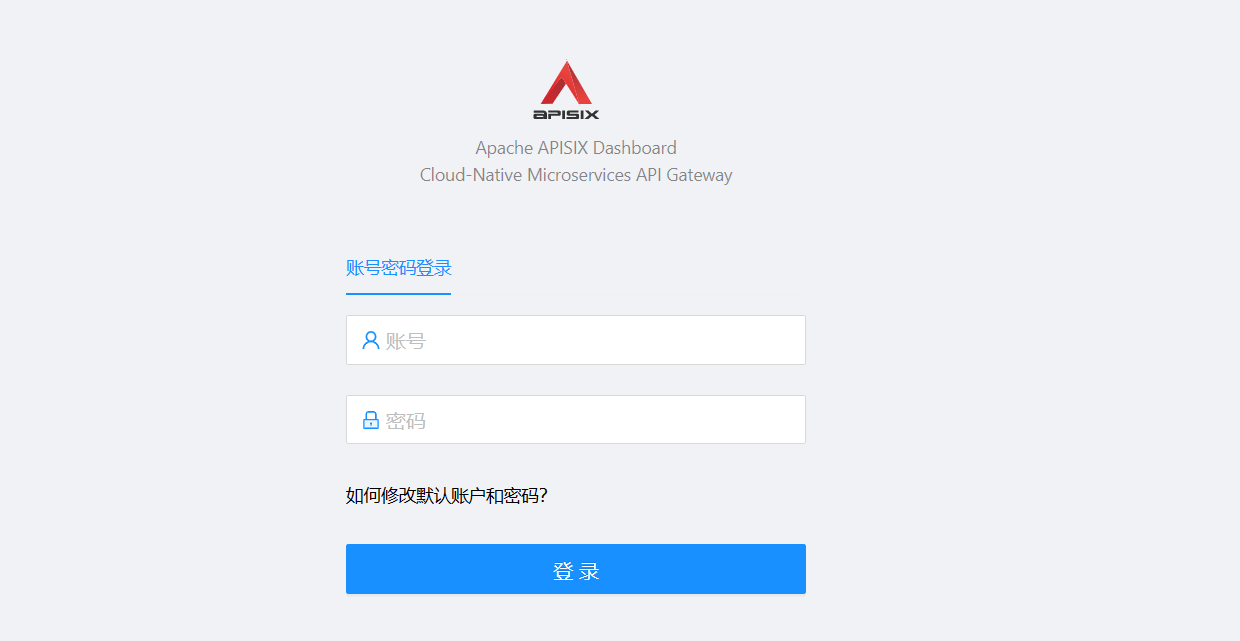 APISIX
Apache APISIX Dashboard
Cloud-Native Microservices API Gateway
账号密码登录
账号
密码
如何修改默认账户和密码?
登 录